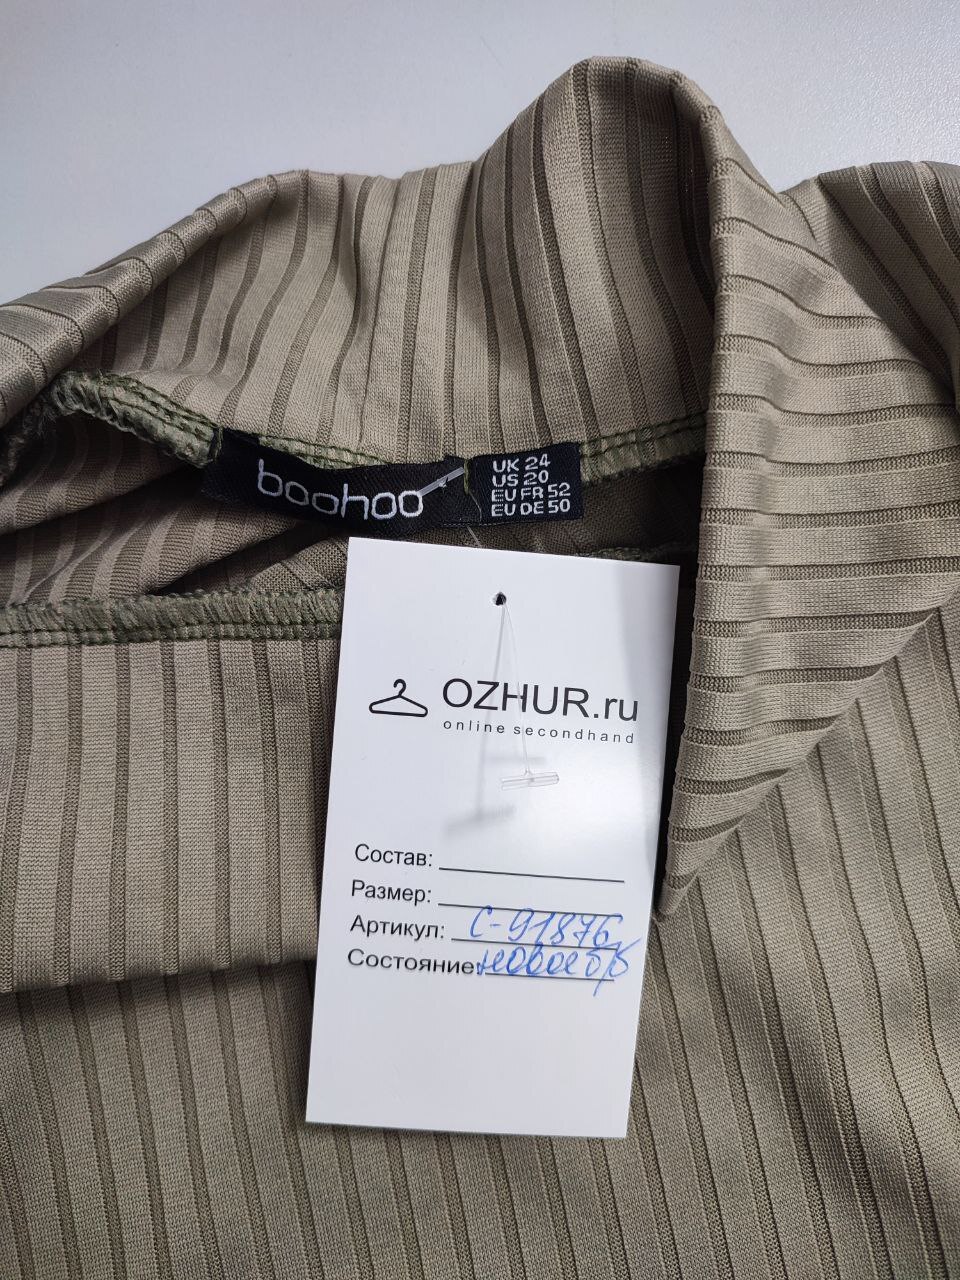 boohoo
UK 24
US 20
EU FR 52
EU DE 50
OZHUR.ru
online secondhand
Состав:
Размер:
Артикул: С-91876
Состояние: новое б/б